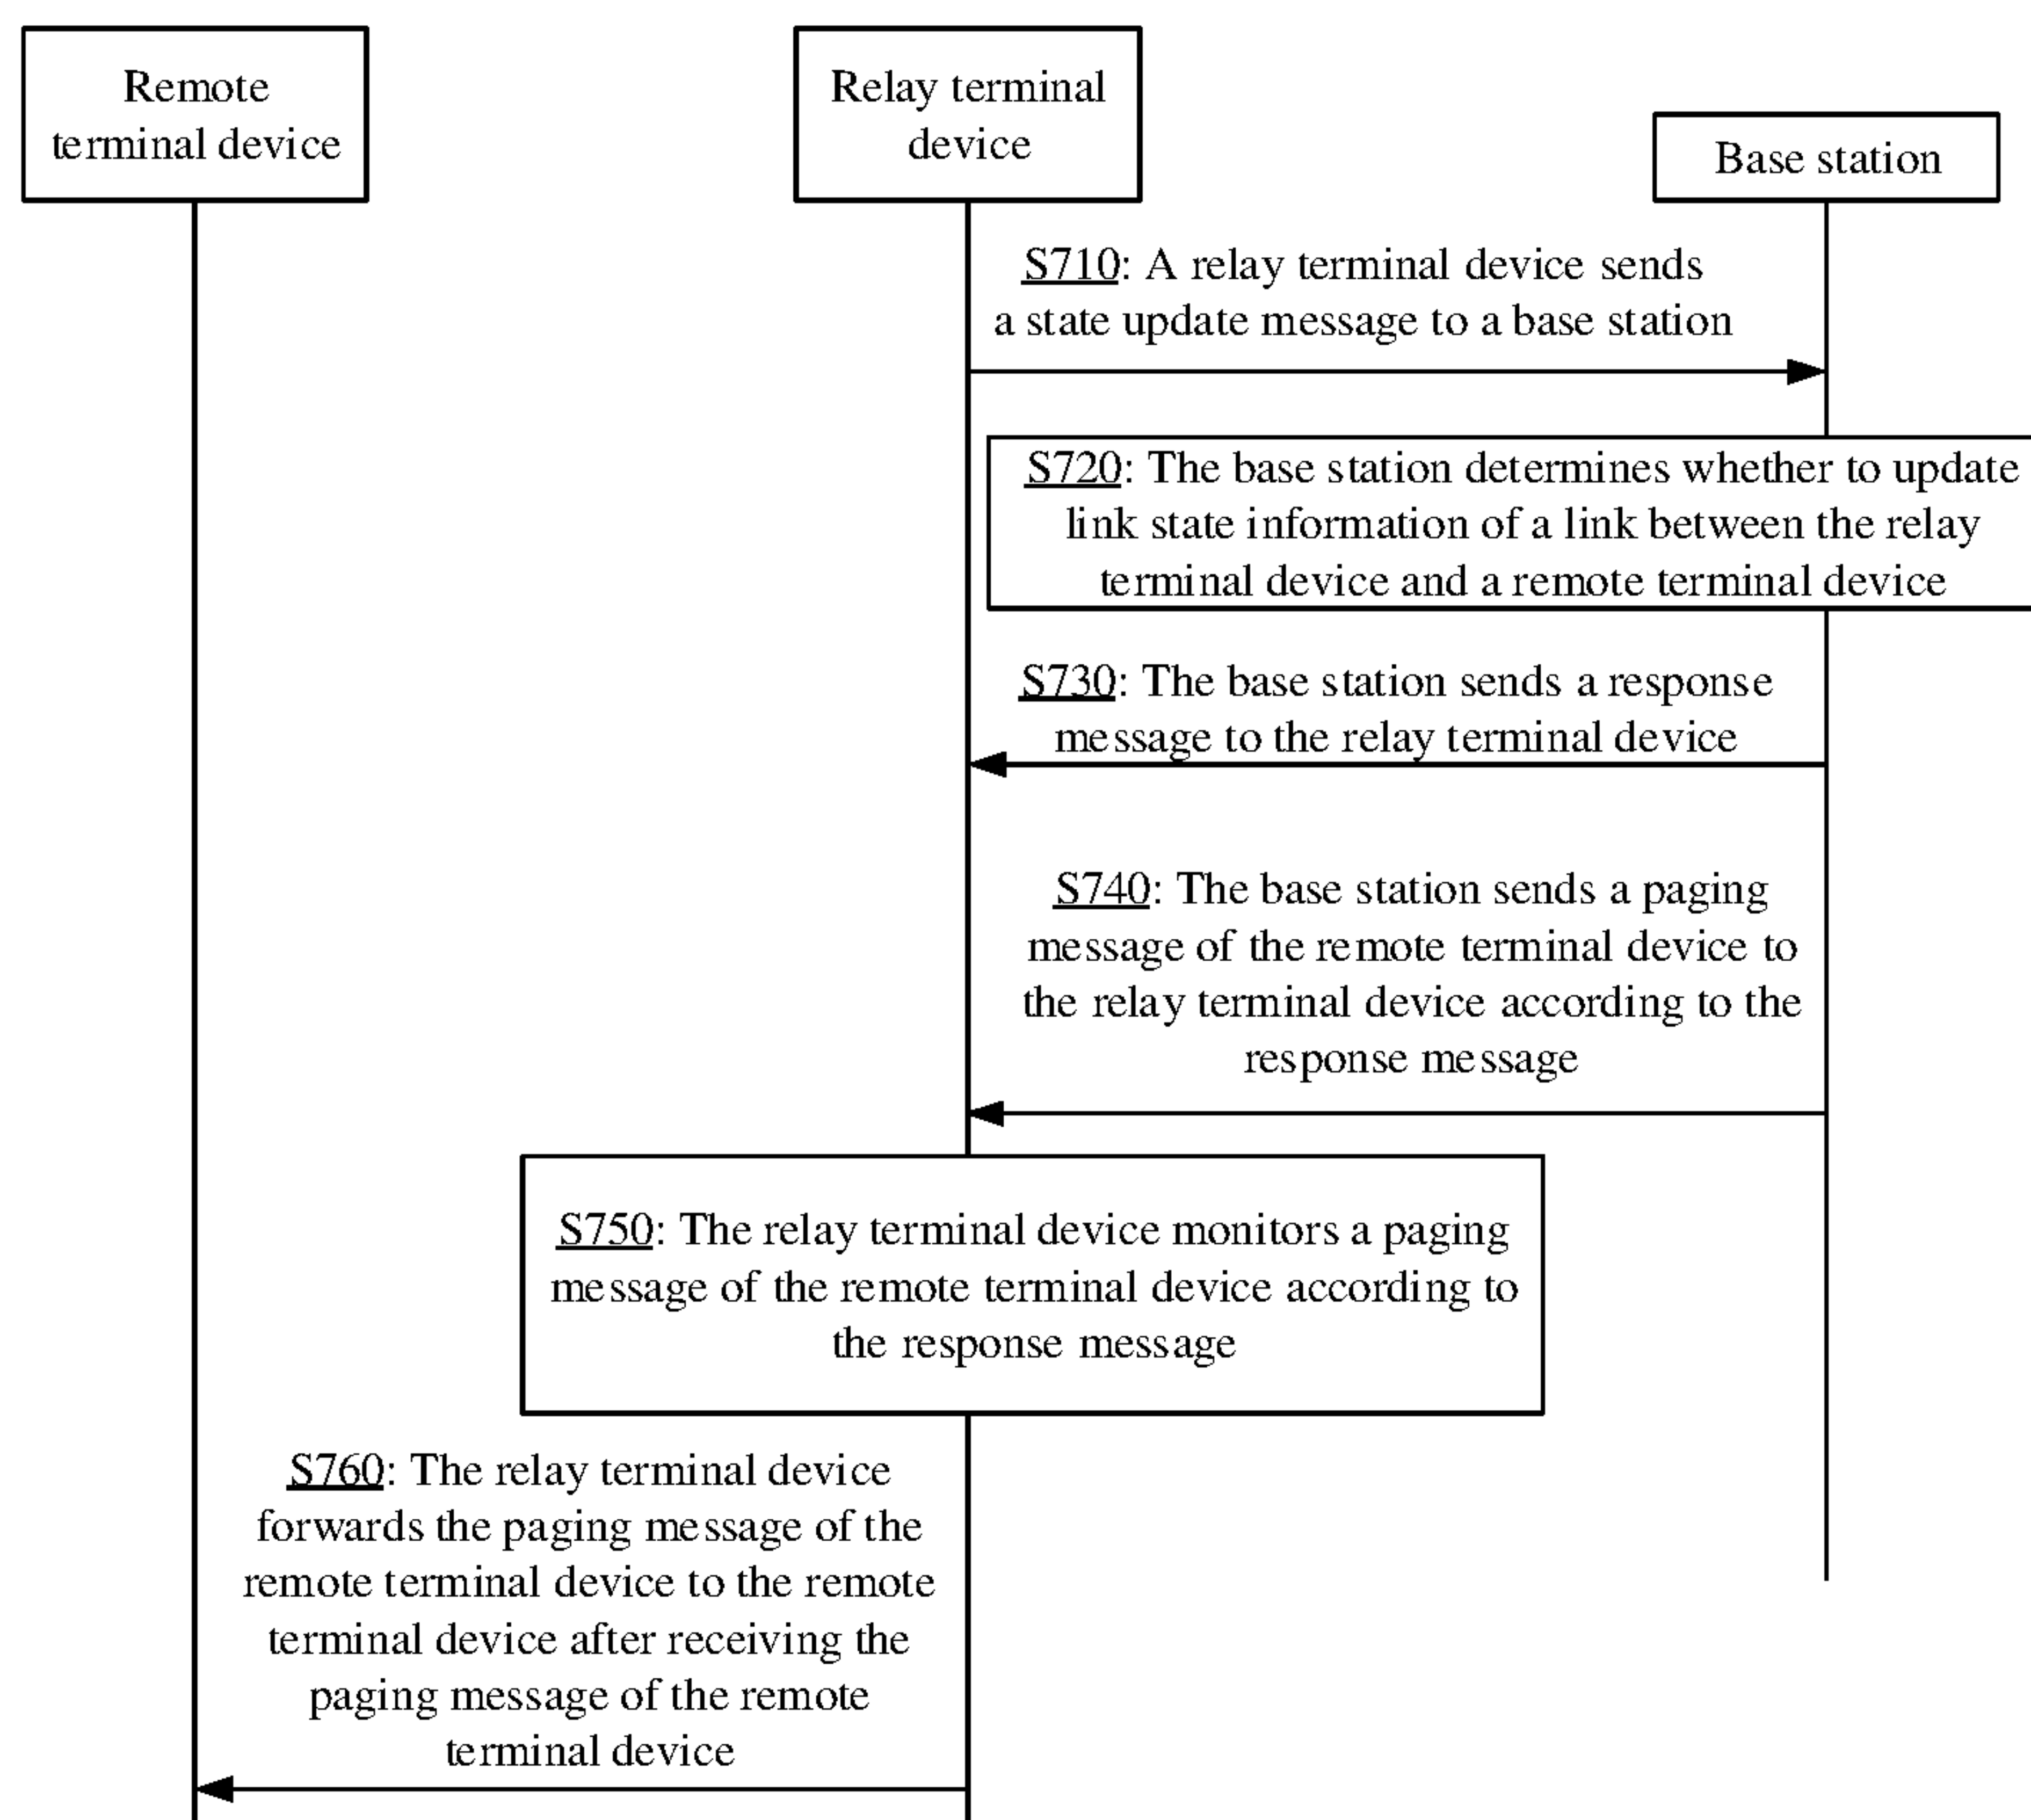 Remote
terminal device
Relay terminal
device
Base station
S710: A relay terminal device sends
a state update message to a base station
S720: The base station determines whether to update
link state information of a link between the relay
terminal device and a remote terminal device
S730: The base station sends a response
message to the relay terminal device
S740: The base station sends a paging
message of the remote terminal device to
the relay terminal device according to the
response message
S750: The relay terminal device monitors a paging
message of the remote terminal device according to
the response message
S760: The relay terminal device
forwards the paging message of the
remote terminal device to the remote
terminal device after receiving the
paging message of the remote
terminal device